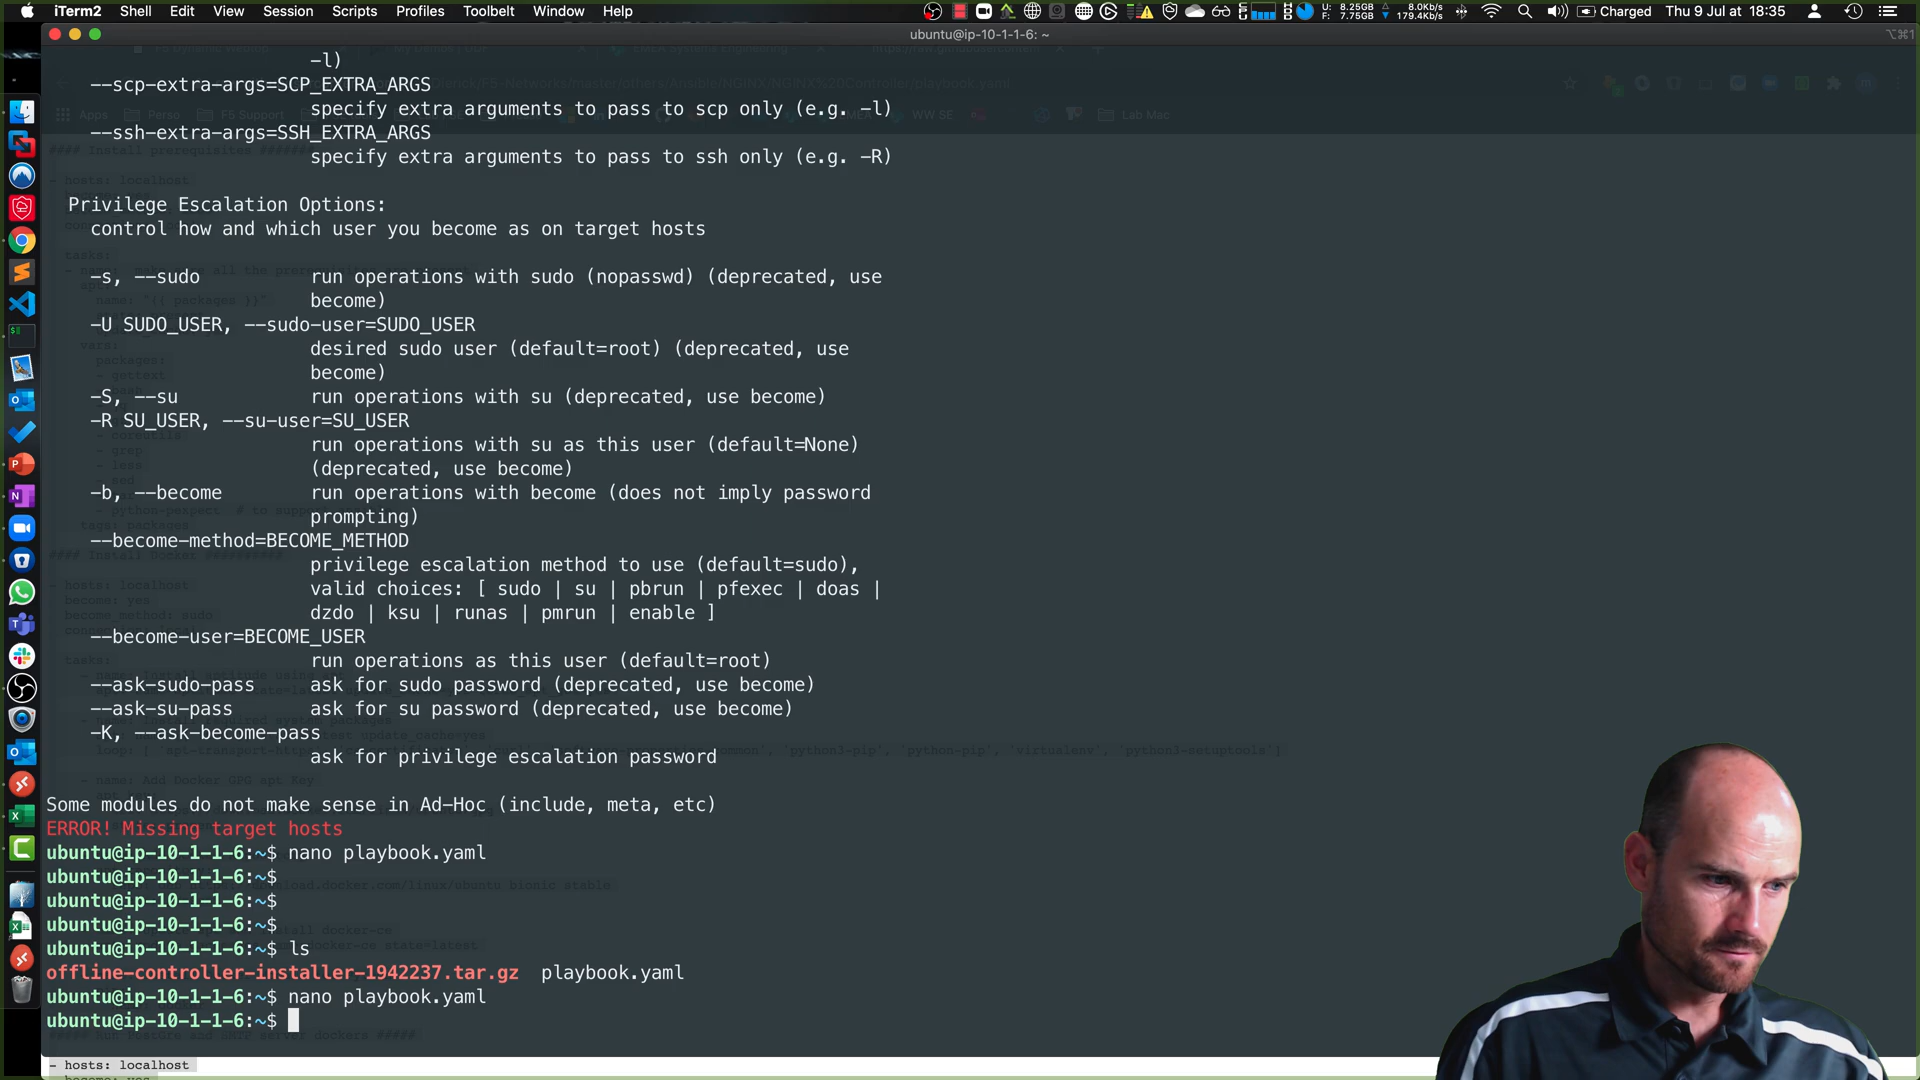 iTerm2 Shell Edit View Session Scripts Profiles Toolbelt Window Help
U: 8.25GB
F: 7.75GB
8.0Kb/s
179.4Kb/s
Charged Thu 9 Jul at 18:35
ubuntu@ip-10-1-1-6: ~
⌥⌘1
-l)
--scp-extra-args=SCP_EXTRA_ARGS
specify extra arguments to pass to scp only (e.g. -l)
--ssh-extra-args=SSH_EXTRA_ARGS
specify extra arguments to pass to ssh only (e.g. -R)
Privilege Escalation Options:
control how and which user you become as on target hosts
-s, --sudo run operations with sudo (nopasswd) (deprecated, use
become)
-U SUDO_USER, --sudo-user=SUDO_USER
desired sudo user (default=root) (deprecated, use
become)
-S, --su run operations with su (deprecated, use become)
-R SU_USER, --su-user=SU_USER
run operations with su as this user (default=None)
(deprecated, use become)
-b, --become run operations with become (does not imply password
prompting)
--become-method=BECOME_METHOD
privilege escalation method to use (default=sudo),
valid choices: [ sudo | su | pbrun | pfexec | doas |
dzdo | ksu | runas | pmrun | enable ]
--become-user=BECOME_USER
run operations as this user (default=root)
--ask-sudo-pass ask for sudo password (deprecated, use become)
--ask-su-pass ask for su password (deprecated, use become)
-K, --ask-become-pass
ask for privilege escalation password
Some modules do not make sense in Ad-Hoc (include, meta, etc)
ERROR! Missing target hosts
ubuntu@ip-10-1-1-6:~$ nano playbook.yaml
ubuntu@ip-10-1-1-6:~$
ubuntu@ip-10-1-1-6:~$
ubuntu@ip-10-1-1-6:~$
ubuntu@ip-10-1-1-6:~$ ls
offline-controller-installer-1942237.tar.gz playbook.yaml
ubuntu@ip-10-1-1-6:~$ nano playbook.yaml
ubuntu@ip-10-1-1-6:~$
- hosts: localhost